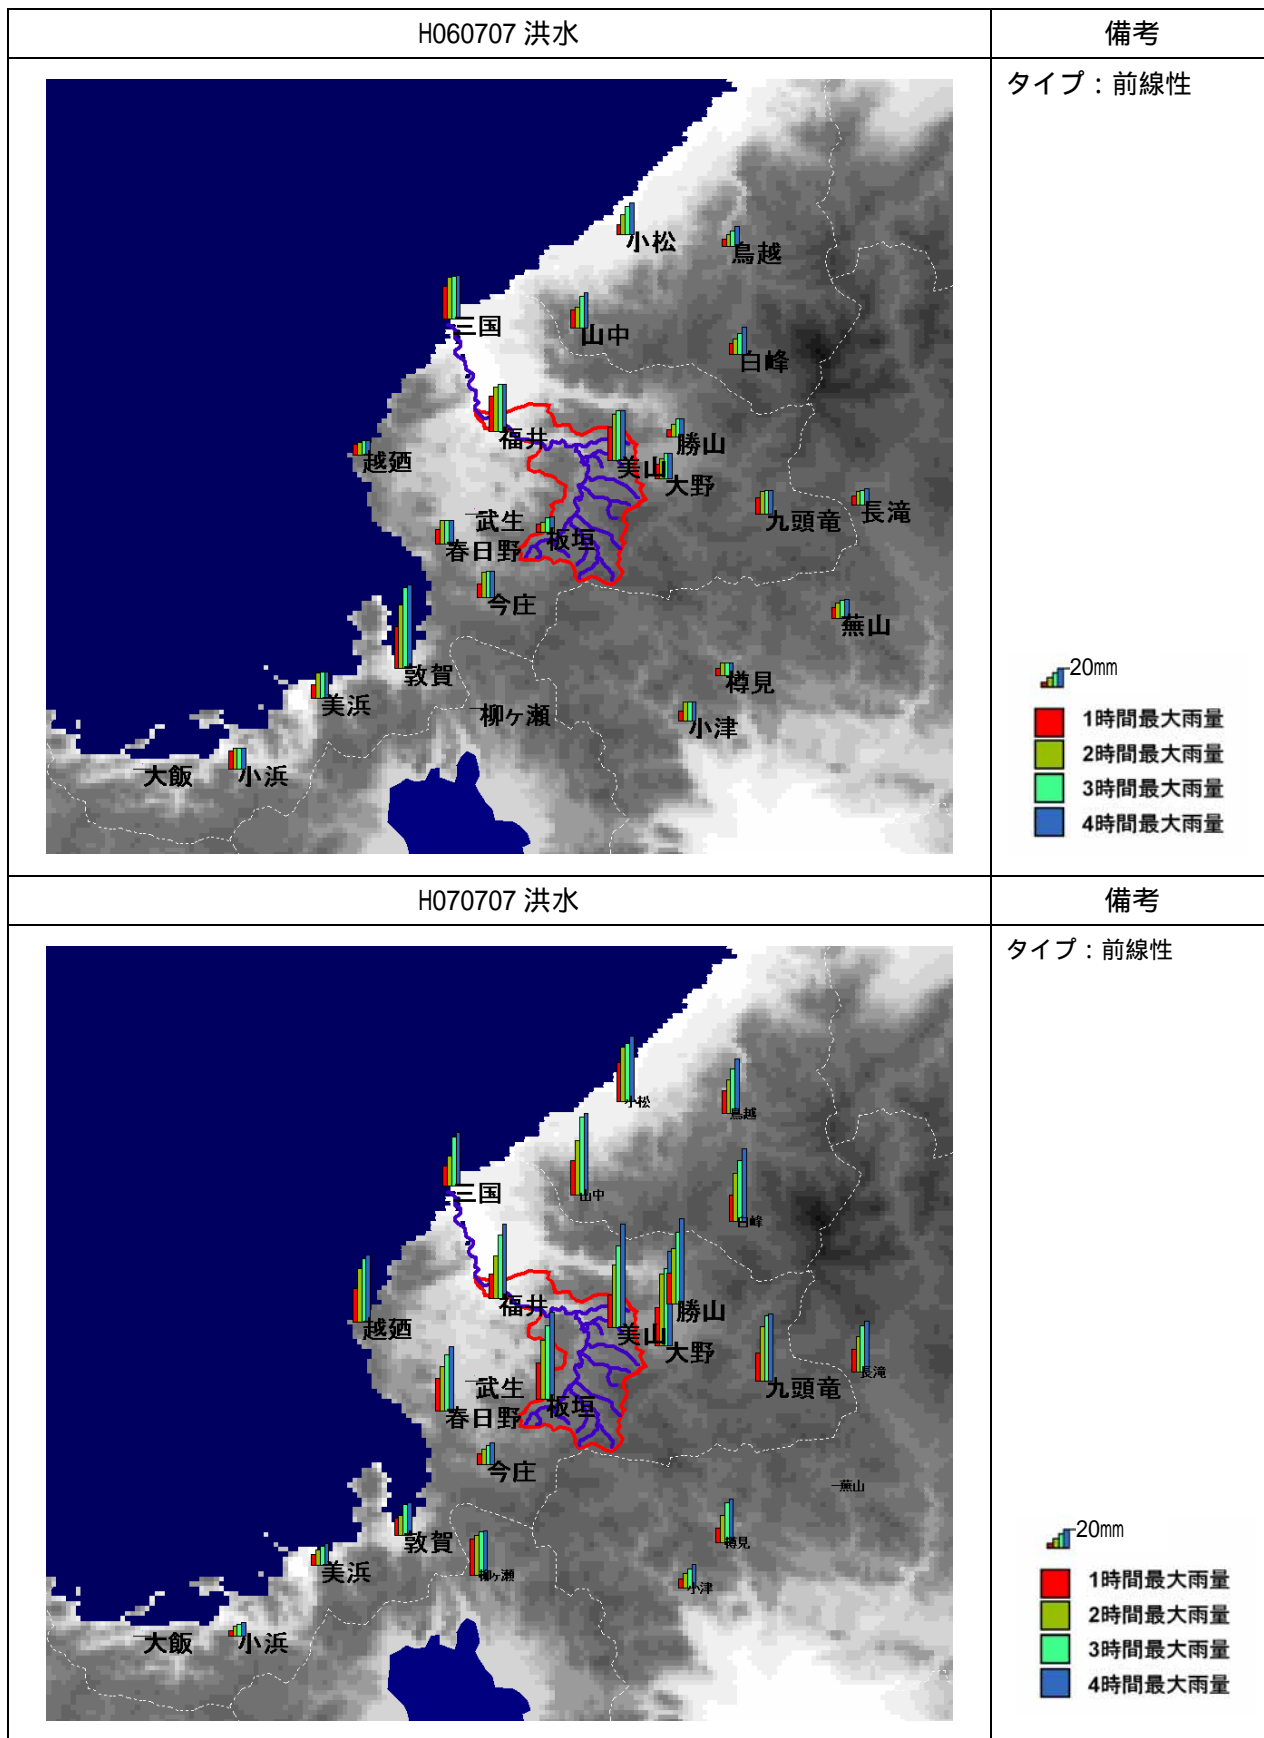 H060707 洪水
備考
タイプ：前線性
小松
鳥越
三国
山中
白峰
福井
勝山
越廼
美山
大野
武生
板垣
九頭竜
長滝
春日野
今庄
蕪山
敦賀
樽見
美浜
柳ヶ瀬
小津
大飯
小浜
20mm
1時間最大雨量
2時間最大雨量
3時間最大雨量
4時間最大雨量
H070707 洪水
備考
タイプ：前線性
小松
鳥越
三国
山中
白峰
福井
勝山
越廼
美山
大野
武生
板垣
九頭竜
長滝
春日野
今庄
蕪山
敦賀
樽見
美浜
柳ヶ瀬
小津
大飯
小浜
20mm
1時間最大雨量
2時間最大雨量
3時間最大雨量
4時間最大雨量